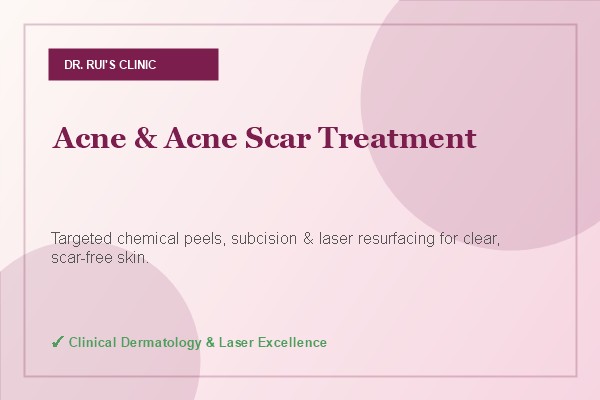 DR. RUI'S CLINIC
Acne & Acne Scar Treatment
Targeted chemical peels, subcision & laser resurfacing for clear,
scar-free skin.
✓ Clinical Dermatology & Laser Excellence